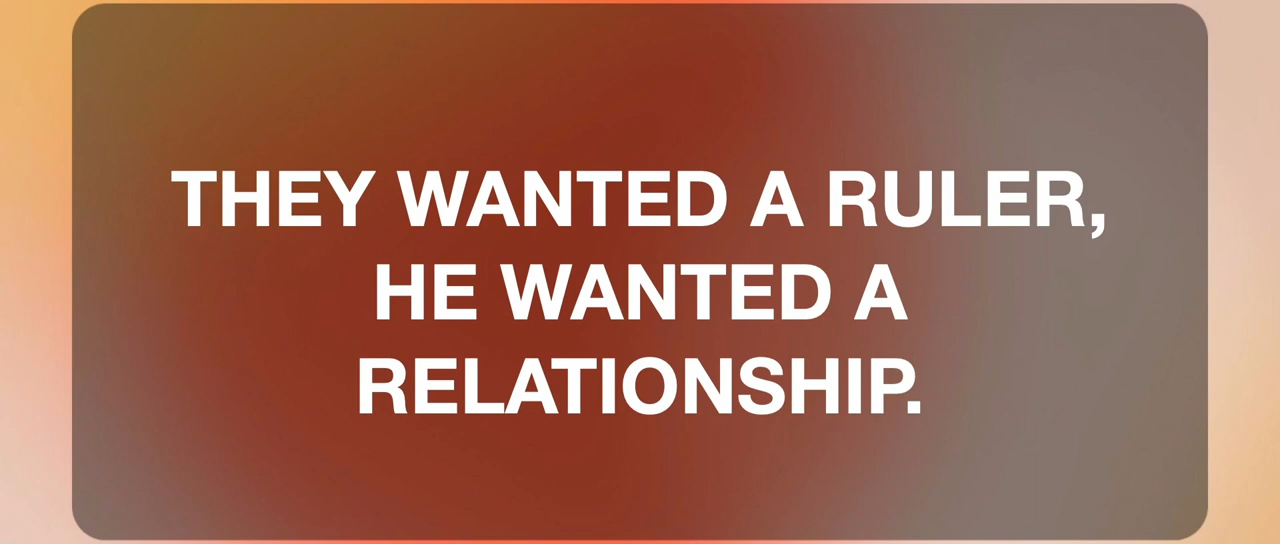 THEY WANTED A RULER,
HE WANTED A
RELATIONSHIP.